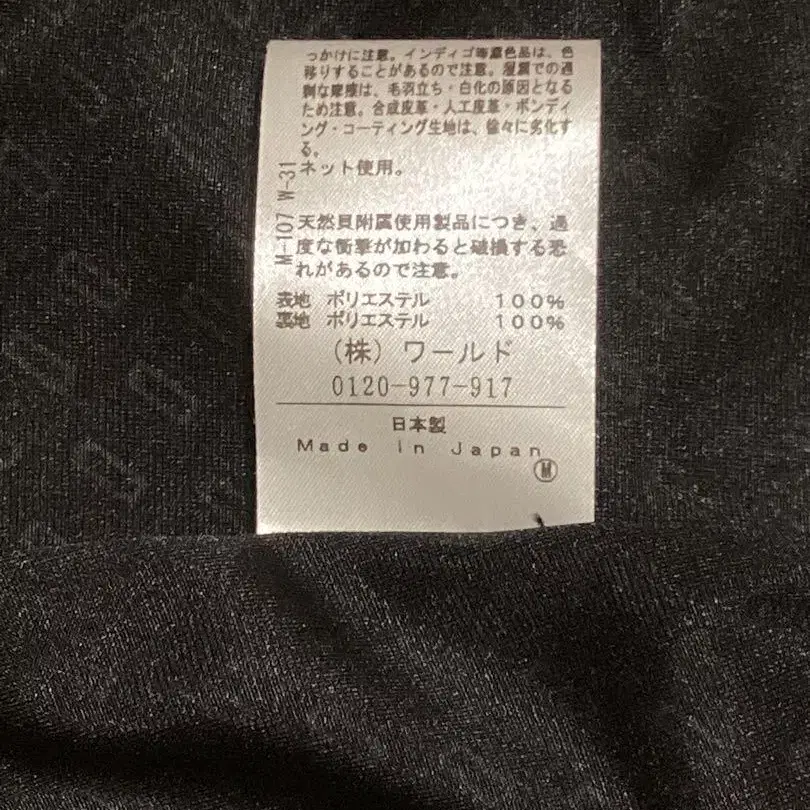 っかけに注意。インディゴ等濃色品は、色
移りすることがあるので注意。湿潤での過
剰な摩擦は、毛羽立ち・白化の原因となる
ため注意。合成皮革・人工皮革・ボンディ
ング・コーティング生地は、徐々に劣化す
る。
ネット使用。
M-107 W-31
天然貝附属使用製品につき、過
度な衝撃が加わると破損する恐
れがあるので注意。
表地 ポリエステル 100%
裏地 ポリエステル 100%
(株) ワールド
0120-977-917
日本製
Made in Japan
M